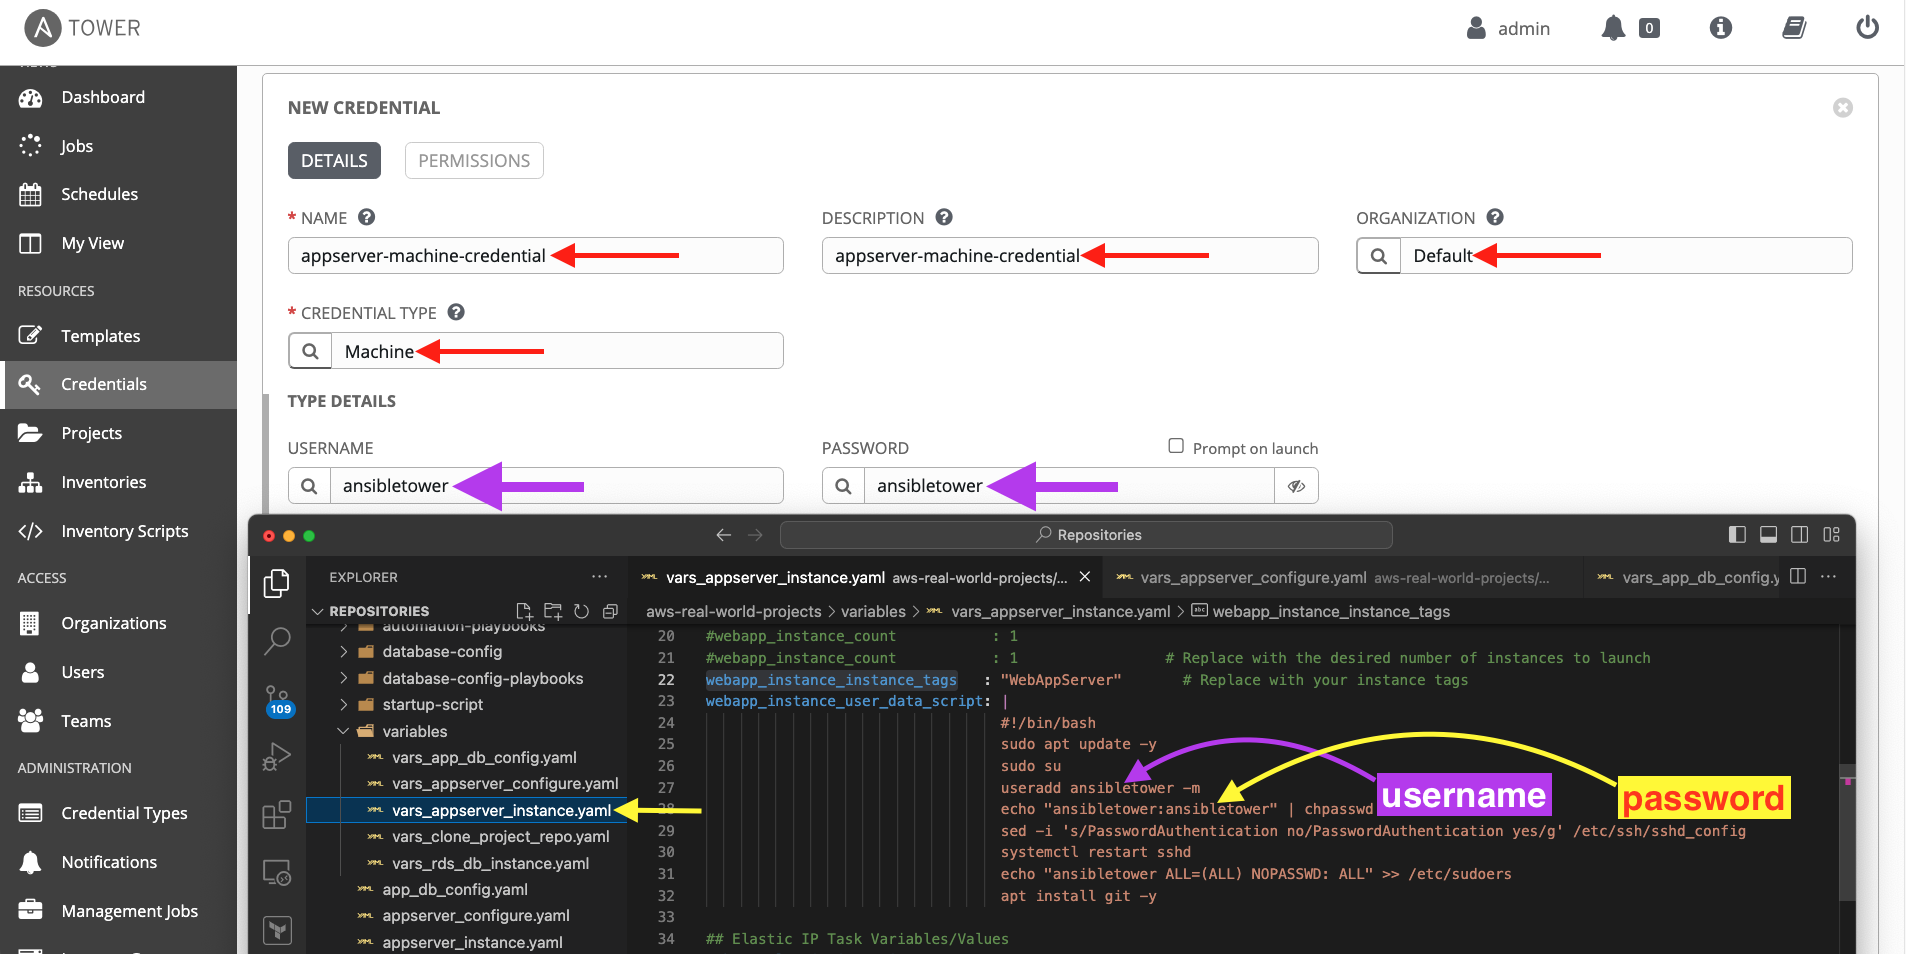 A TOWER
admin
0
Dashboard
Jobs
Schedules
My View
RESOURCES
Templates
Credentials
Projects
Inventories
Inventory Scripts
ACCESS
Organizations
Users
Teams
ADMINISTRATION
Credential Types
Notifications
Management Jobs
NEW CREDENTIAL
DETAILS
PERMISSIONS
* NAME ?
DESCRIPTION ?
ORGANIZATION ?
appserver-machine-credential
appserver-machine-credential
Default
* CREDENTIAL TYPE ?
Machine
TYPE DETAILS
USERNAME
PASSWORD
Prompt on launch
ansibletower
ansibletower
Repositories
EXPLORER
REPOSITORIES
automation-playbooks
database-config
database-config-playbooks
startup-script
variables
vars_app_db_config.yaml
vars_appserver_configure.yaml
vars_appserver_instance.yaml
vars_clone_project_repo.yaml
vars_rds_db_instance.yaml
app_db_config.yaml
appserver_configure.yaml
appserver_instance.yaml
109
vars_appserver_instance.yaml aws-real-world-projects/...
vars_appserver_configure.yaml aws-real-world-projects/...
vars_app_db_config.y
aws-real-world-projects > variables > vars_appserver_instance.yaml > abc webapp_instance_instance_tags
20 #webapp_instance_count : 1
21 #webapp_instance_count : 1 # Replace with the desired number of instances to launch
22 webapp_instance_instance_tags : "WebAppServer" # Replace with your instance tags
23 webapp_instance_user_data_script: |
24 #!/bin/bash
25 sudo apt update -y
26 sudo su
27 useradd ansibletower -m
28 echo "ansibletower:ansibletower" | chpasswd
29 sed -i 's/PasswordAuthentication no/PasswordAuthentication yes/g' /etc/ssh/sshd_config
30 systemctl restart sshd
31 echo "ansibletower ALL=(ALL) NOPASSWD: ALL" >> /etc/sudoers
32 apt install git -y
33
34 ## Elastic IP Task Variables/Values
username
password